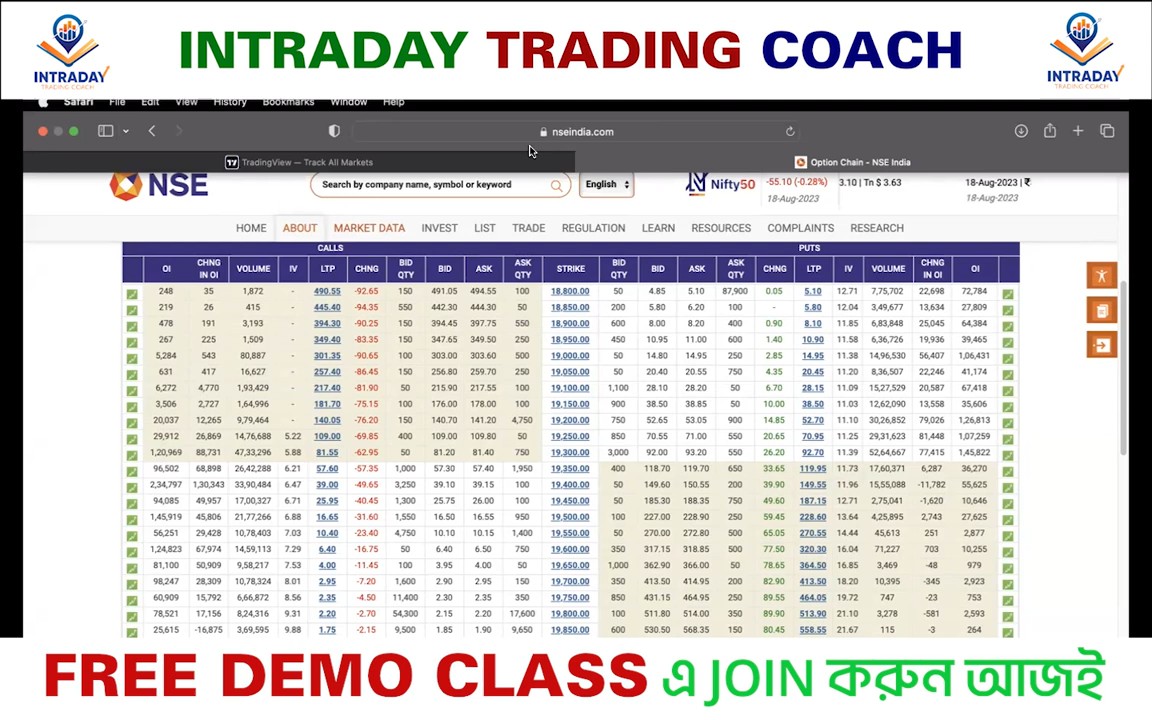 INTRADAY
TRADING COACH
INTRADAY TRADING COACH
INTRADAY
TRADING COACH
Safari File Edit View History Bookmarks Window Help
nseindia.com
TradingView — Track All Markets
Option Chain - NSE India
NSE
Search by company name, symbol or keyword
English
Nifty50
-55.10 (-0.28%)
18-Aug-2023
3.10 | Tn $ 3.63
18-Aug-2023 | ₹
18-Aug-2023
HOME ABOUT MARKET DATA INVEST LIST TRADE REGULATION LEARN RESOURCES COMPLAINTS RESEARCH
CALLS PUTS
OI CHNG IN OI VOLUME IV LTP CHNG BID QTY BID ASK ASK QTY STRIKE BID QTY BID ASK ASK QTY CHNG LTP IV VOLUME CHNG IN OI OI
248 35 1,872 - 490.55 -92.65 150 491.05 494.55 100 18,800.00 50 4.85 5.10 87,900 0.05 5.10 12.71 7,75,702 22,698 72,784
219 26 415 - 445.40 -94.35 50 442.30 444.30 50 18,850.00 200 5.80 6.20 100 - 5.80 12.04 3,49,677 13,634 27,809
478 191 3,193 - 394.30 -90.25 150 394.45 397.75 550 18,900.00 600 8.00 8.20 400 0.90 8.10 11.85 6,83,848 25,045 64,384
267 225 1,509 - 349.40 -83.35 150 347.65 349.50 250 18,950.00 450 10.95 11.00 600 1.40 10.90 11.58 6,36,726 19,936 39,465
5,284 543 80,887 - 301.35 -90.65 100 303.00 303.60 500 19,000.00 50 14.80 14.95 250 2.85 14.95 11.38 14,96,530 56,407 1,06,431
631 417 16,627 - 257.40 -86.45 150 256.80 259.70 250 19,050.00 50 20.40 20.55 750 4.35 20.45 11.20 8,36,507 22,246 41,174
6,272 4,770 1,93,429 - 217.40 -81.90 50 215.90 217.55 100 19,100.00 1,100 28.10 28.20 50 6.70 28.15 11.09 15,27,529 20,587 67,418
3,506 2,727 1,64,996 - 181.70 -75.15 100 176.00 178.00 100 19,150.00 900 38.50 38.85 50 10.00 38.50 11.03 12,62,090 13,558 35,606
20,037 12,265 9,79,464 - 140.05 -76.20 150 140.70 141.20 4,750 19,200.00 750 52.65 53.05 900 14.85 52.70 11.10 30,26,852 79,026 1,26,813
29,912 26,869 14,76,688 5.22 109.00 -69.85 400 109.00 109.80 50 19,250.00 850 70.55 71.00 550 20.65 70.95 11.25 29,31,623 81,448 1,07,259
1,20,969 88,731 47,33,296 5.88 81.55 -62.95 50 81.20 81.40 750 19,300.00 3,000 92.00 93.20 550 26.20 92.70 11.39 52,64,667 77,415 1,45,822
96,502 68,898 26,42,288 6.21 57.60 -57.35 1,000 57.30 57.40 1,950 19,350.00 400 118.70 119.70 650 33.65 119.95 11.73 17,60,371 6,287 36,270
2,34,797 1,30,343 33,90,484 6.47 39.00 -49.65 3,250 39.10 39.15 100 19,400.00 50 149.60 150.55 200 39.90 149.55 11.96 15,55,088 -11,782 55,625
94,085 49,957 17,00,327 6.71 25.95 -40.45 1,300 25.75 26.00 100 19,450.00 50 185.30 188.35 750 49.60 187.15 12.71 2,75,041 -1,620 10,646
1,45,919 45,806 21,77,266 6.88 16.65 -31.60 1,550 16.50 16.55 950 19,500.00 100 227.00 228.90 250 59.45 228.60 13.64 4,25,895 2,743 27,625
56,251 29,428 10,78,403 7.03 10.40 -23.40 4,750 10.10 10.15 1,400 19,550.00 50 270.00 272.80 500 65.05 270.55 14.44 45,613 251 2,877
1,24,823 67,974 14,59,113 7.29 6.40 -16.75 50 6.40 6.50 750 19,600.00 350 317.15 318.85 500 77.50 320.30 16.04 71,227 703 10,255
81,100 50,909 9,58,217 7.53 4.00 -11.45 100 3.95 4.00 50 19,650.00 1,000 362.90 366.00 50 78.65 364.50 16.85 3,469 -48 979
98,247 28,309 10,78,324 8.01 2.95 -7.20 1,600 2.90 2.95 150 19,700.00 350 413.50 414.95 200 82.90 413.50 18.20 10,395 -345 2,923
60,909 15,792 6,66,872 8.56 2.35 -4.50 11,400 2.30 2.35 350 19,750.00 850 431.15 464.95 250 89.55 464.05 19.72 747 -23 753
78,521 17,156 8,24,316 9.31 2.20 -2.70 54,300 2.15 2.20 17,600 19,800.00 100 511.80 514.00 350 89.90 513.90 21.10 3,278 -581 2,593
25,615 -16,875 3,69,595 9.88 1.75 -2.15 9,500 1.85 1.90 9,650 19,850.00 600 530.50 568.35 150 80.45 558.55 21.67 115 -3 264
FREE DEMO CLASS এ JOIN করুন আজই